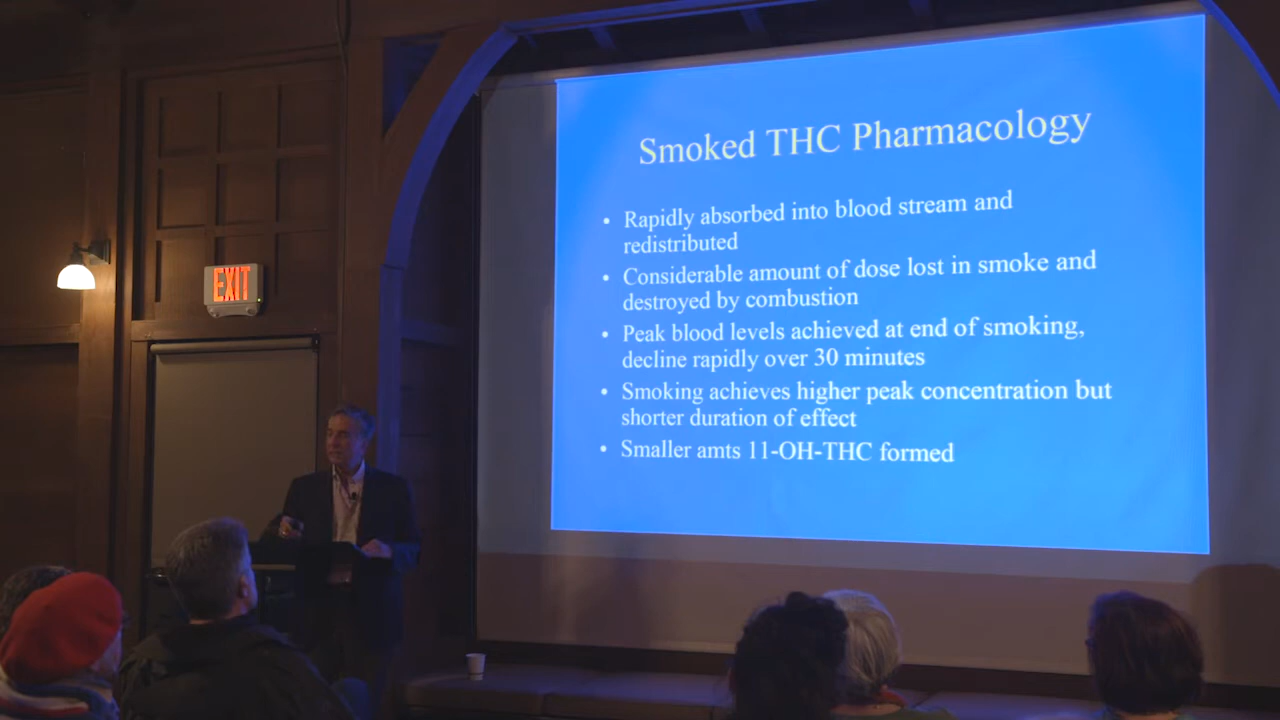 EXIT
Smoked THC Pharmacology
• Rapidly absorbed into blood stream and
redistributed
• Considerable amount of dose lost in smoke and
destroyed by combustion
• Peak blood levels achieved at end of smoking,
decline rapidly over 30 minutes
• Smoking achieves higher peak concentration but
shorter duration of effect
• Smaller amts 11-OH-THC formed